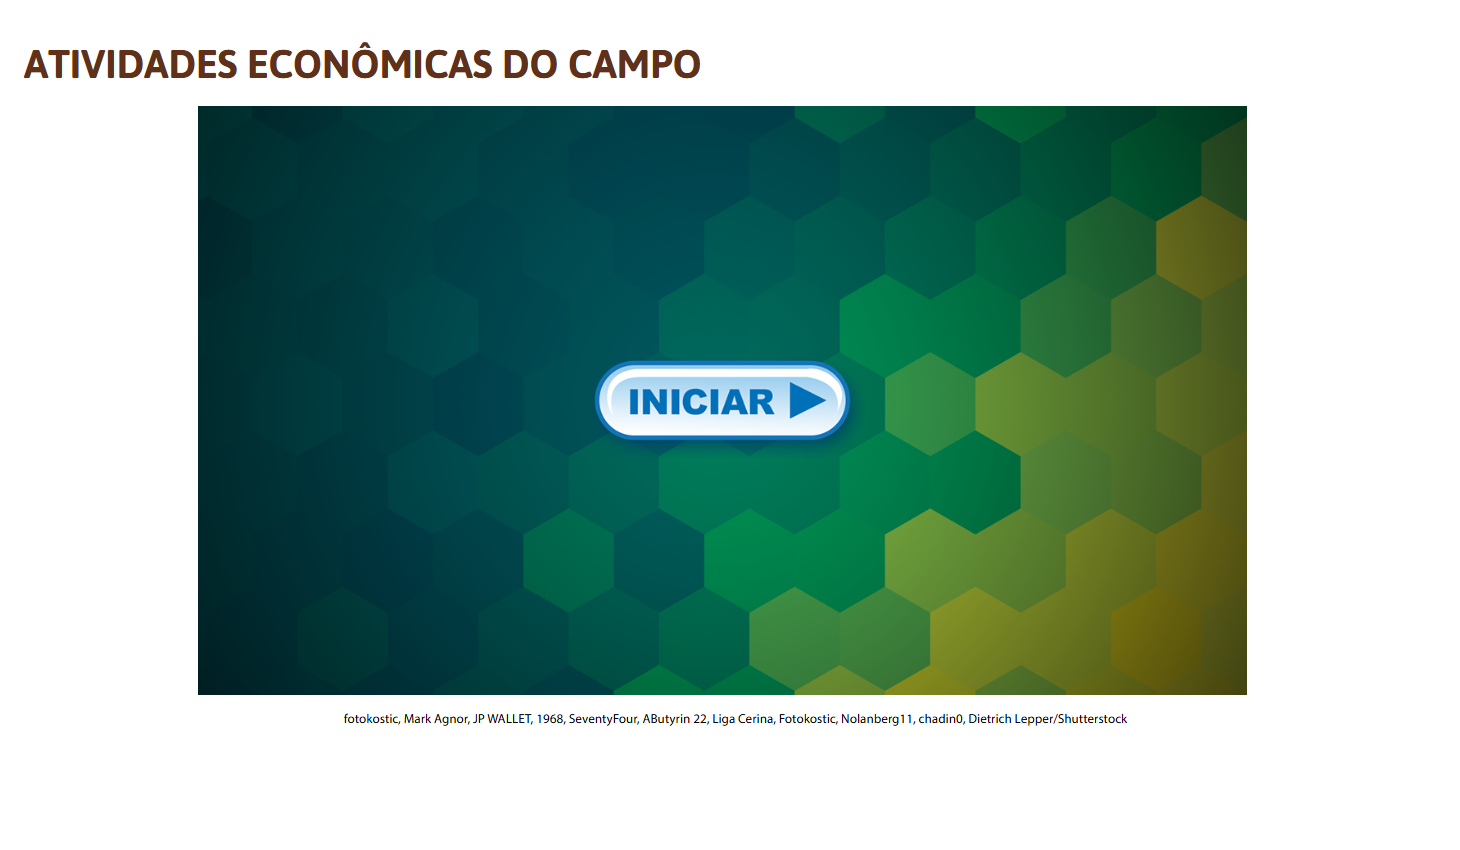 ATIVIDADES ECONÔMICAS DO CAMPO
INICIAR
fotokostic, Mark Agnor, JP WALLET, 1968, SeventyFour, AButyrin 22, Liga Cerina, Fotokostic, Nolanberg11, chadin0, Dietrich Lepper/Shutterstock